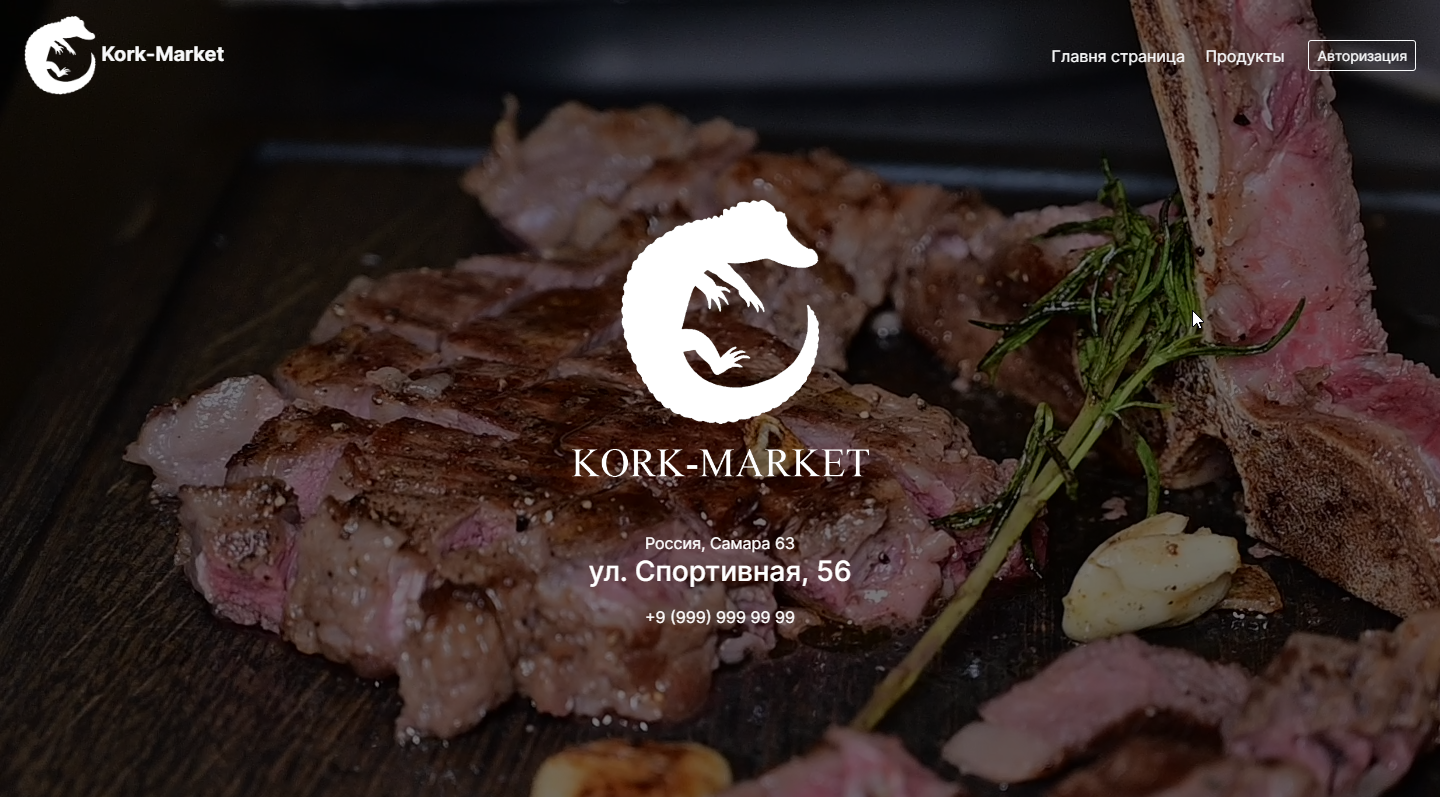 Kork-Market
Главня страница
Продукты
Авторизация
KORK-MARKET
Россия, Самара 63
ул. Спортивная, 56
+9 (999) 999 99 99